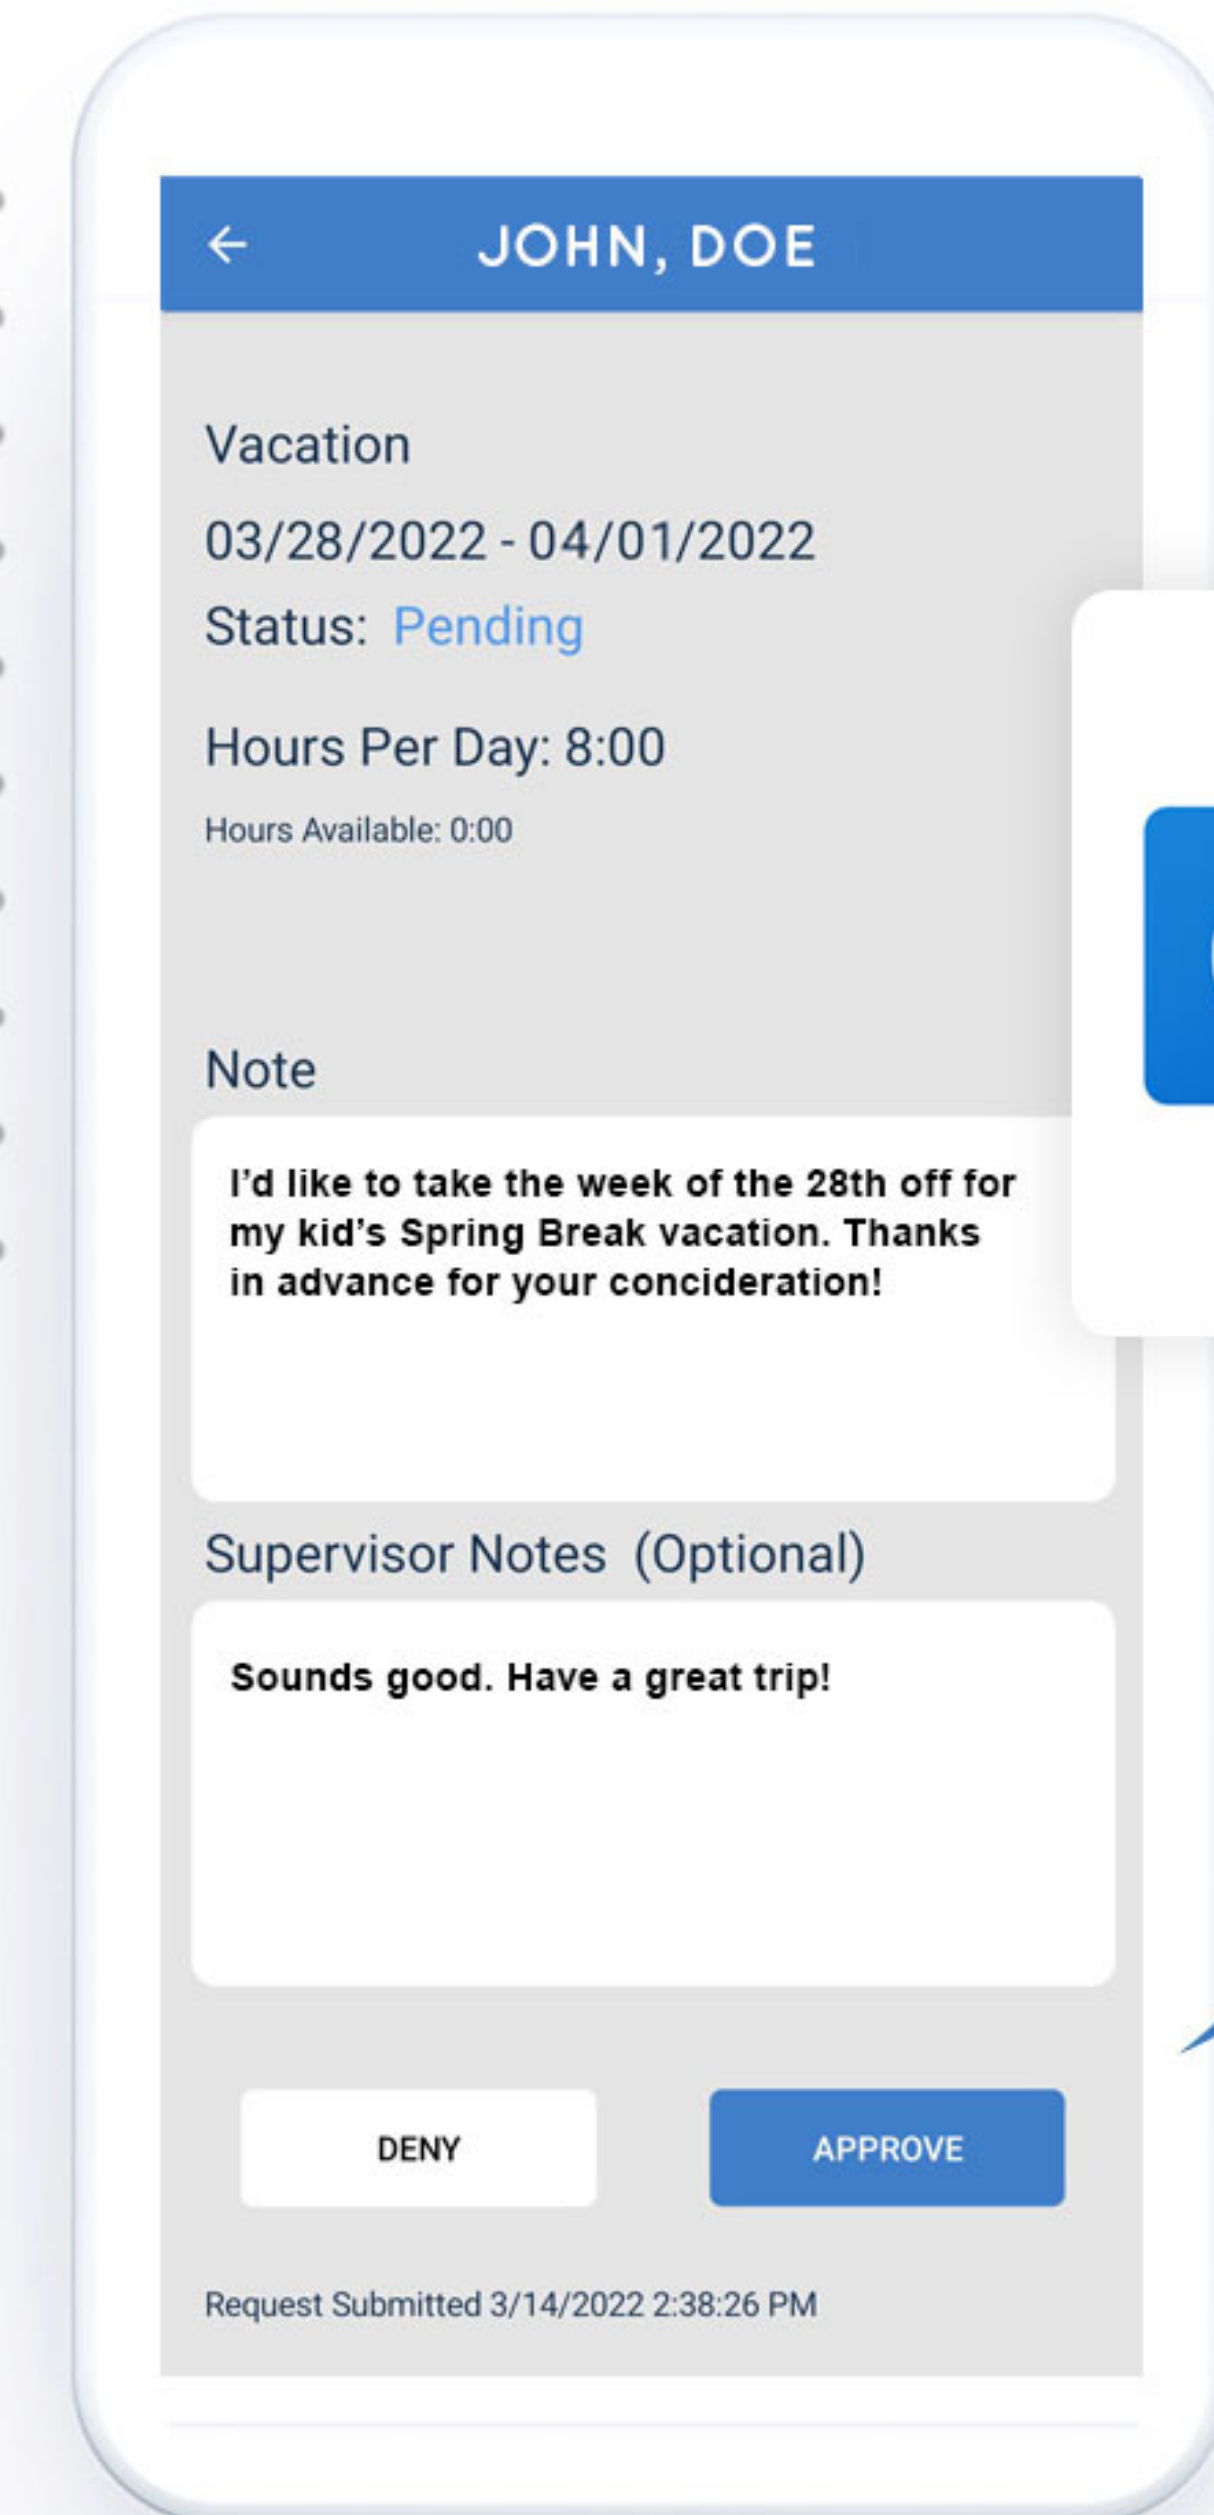 JOHN, DOE
Vacation
03/28/2022 - 04/01/2022
Status: Pending
Hours Per Day: 8:00
Hours Available: 0:00
Note
I'd like to take the week of the 28th off for
my kid's Spring Break vacation. Thanks
in advance for your concideration!
Supervisor Notes (Optional)
Sounds good. Have a great trip!
DENY
APPROVE
Request Submitted 3/14/2022 2:38:26 PM